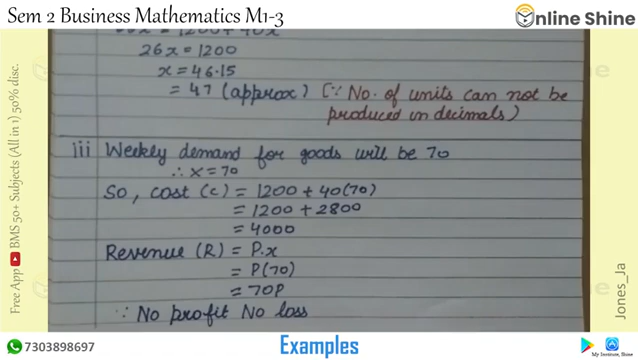 Sem 2 Business Mathematics M1-3
Online Shine
26x = 1200
x = 46.15
= 47 (approx) (∵ No. of units can not be
produced in decimals)
iii Weekly demand for goods will be 70
∴ x = 70
So, cost (c) = 1200 + 40(70)
= 1200 + 2800
= 4000
Revenue (R) = P.x
= P(70)
= 70P
∵ No profit No loss
Free App BMS 50+ Subjects (All in 1) 50% disc.
Jones_Ja
7303898697
Examples